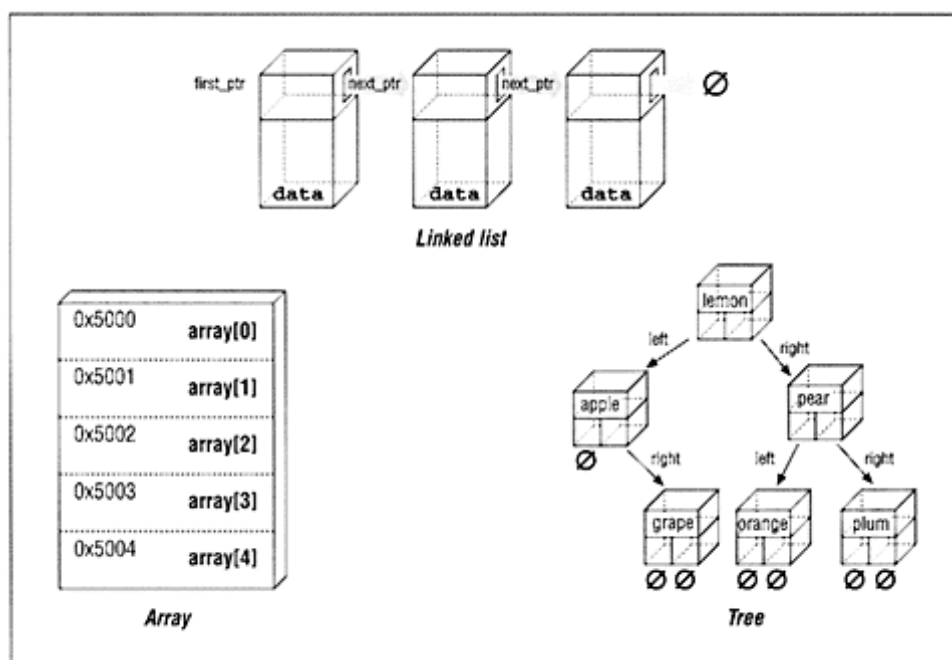 first_ptr next_ptr next_ptr ∅
data data data
Linked list
0x5000 array[0]
0x5001 array[1]
0x5002 array[2]
0x5003 array[3]
0x5004 array[4]
Array
lemon
left right
apple pear
∅
right left right
grape orange plum
∅ ∅ ∅ ∅ ∅ ∅
Tree